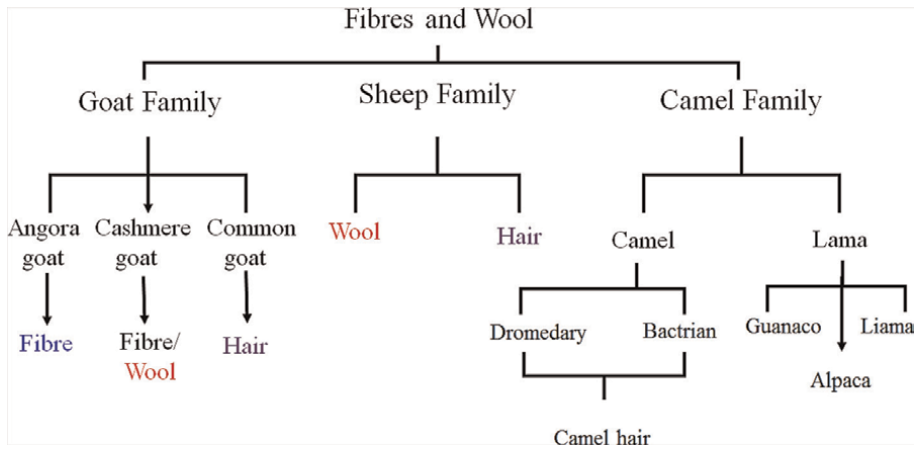 Fibres and Wool
Goat Family
Sheep Family
Camel Family
Angora goat
Cashmere goat
Common goat
Wool
Hair
Camel
Lama
Fibre
Fibre/
Wool
Hair
Dromedary
Bactrian
Guanaco
Liama
Alpaca
Camel hair